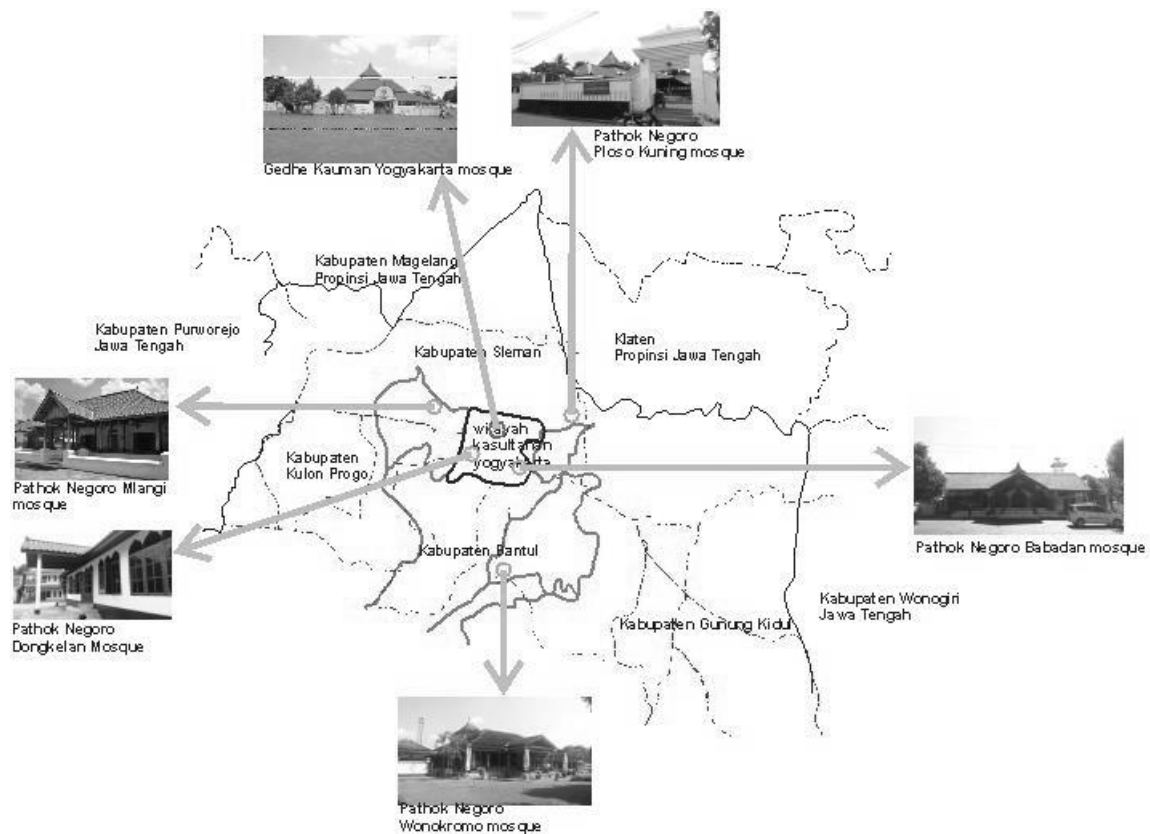 Pathok Negoro
Ploso Kuning mosque
Gedhe Kauman Yogyakarta mosque
Kabupaten Magelang
Propinsi Jawa Tengah
Kabupaten Purworejo
Jawa Tengah
Kabupaten Sleman
Klaten
Propinsi Jawa Tengah
wilayah
kasultanan
yogyakarta
Kabupaten
Kulon Progo
Pathok Negoro Mlangi
mosque
Pathok Negoro Babadan mosque
Kabupaten Bantul
Kabupaten Wonogiri
Jawa Tengah
Kabupaten Gunung Kidul
Pathok Negoro
Dongkelan Mosque
Pathok Negoro
Wonokromo mosque